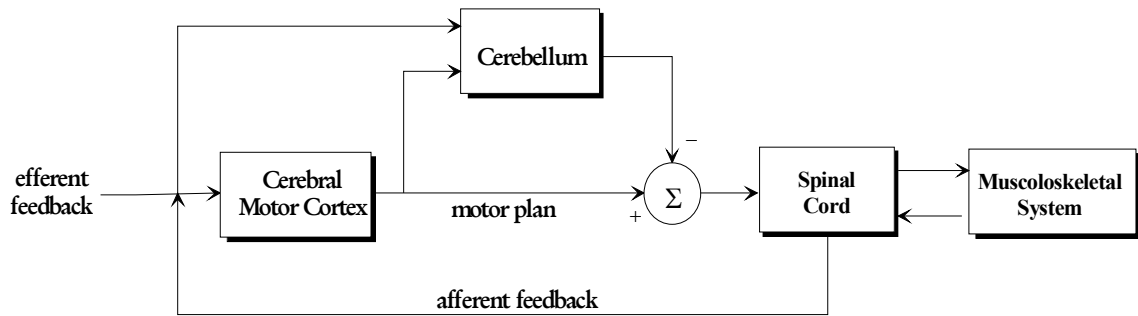 Cerebellum
−
efferent
feedback
Cerebral
Motor Cortex
motor plan
+
Σ
Spinal
Cord
Muscoloskeletal
System
afferent feedback